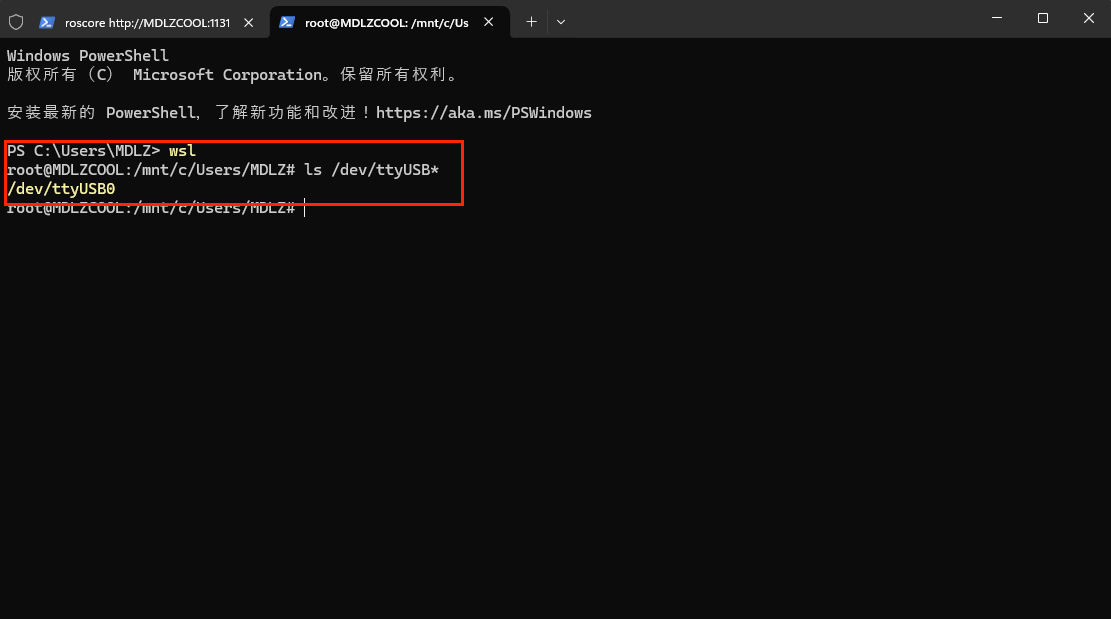 roscore http://MDLZCOOL:1131
root@MDLZCOOL: /mnt/c/Us
Windows PowerShell
版权所有（C） Microsoft Corporation。保留所有权利。
安装最新的 PowerShell，了解新功能和改进！https://aka.ms/PSWindows
PS C:\Users\MDLZ> wsl
root@MDLZCOOL:/mnt/c/Users/MDLZ# ls /dev/ttyUSB*
/dev/ttyUSB0
root@MDLZCOOL:/mnt/c/Users/MDLZ#